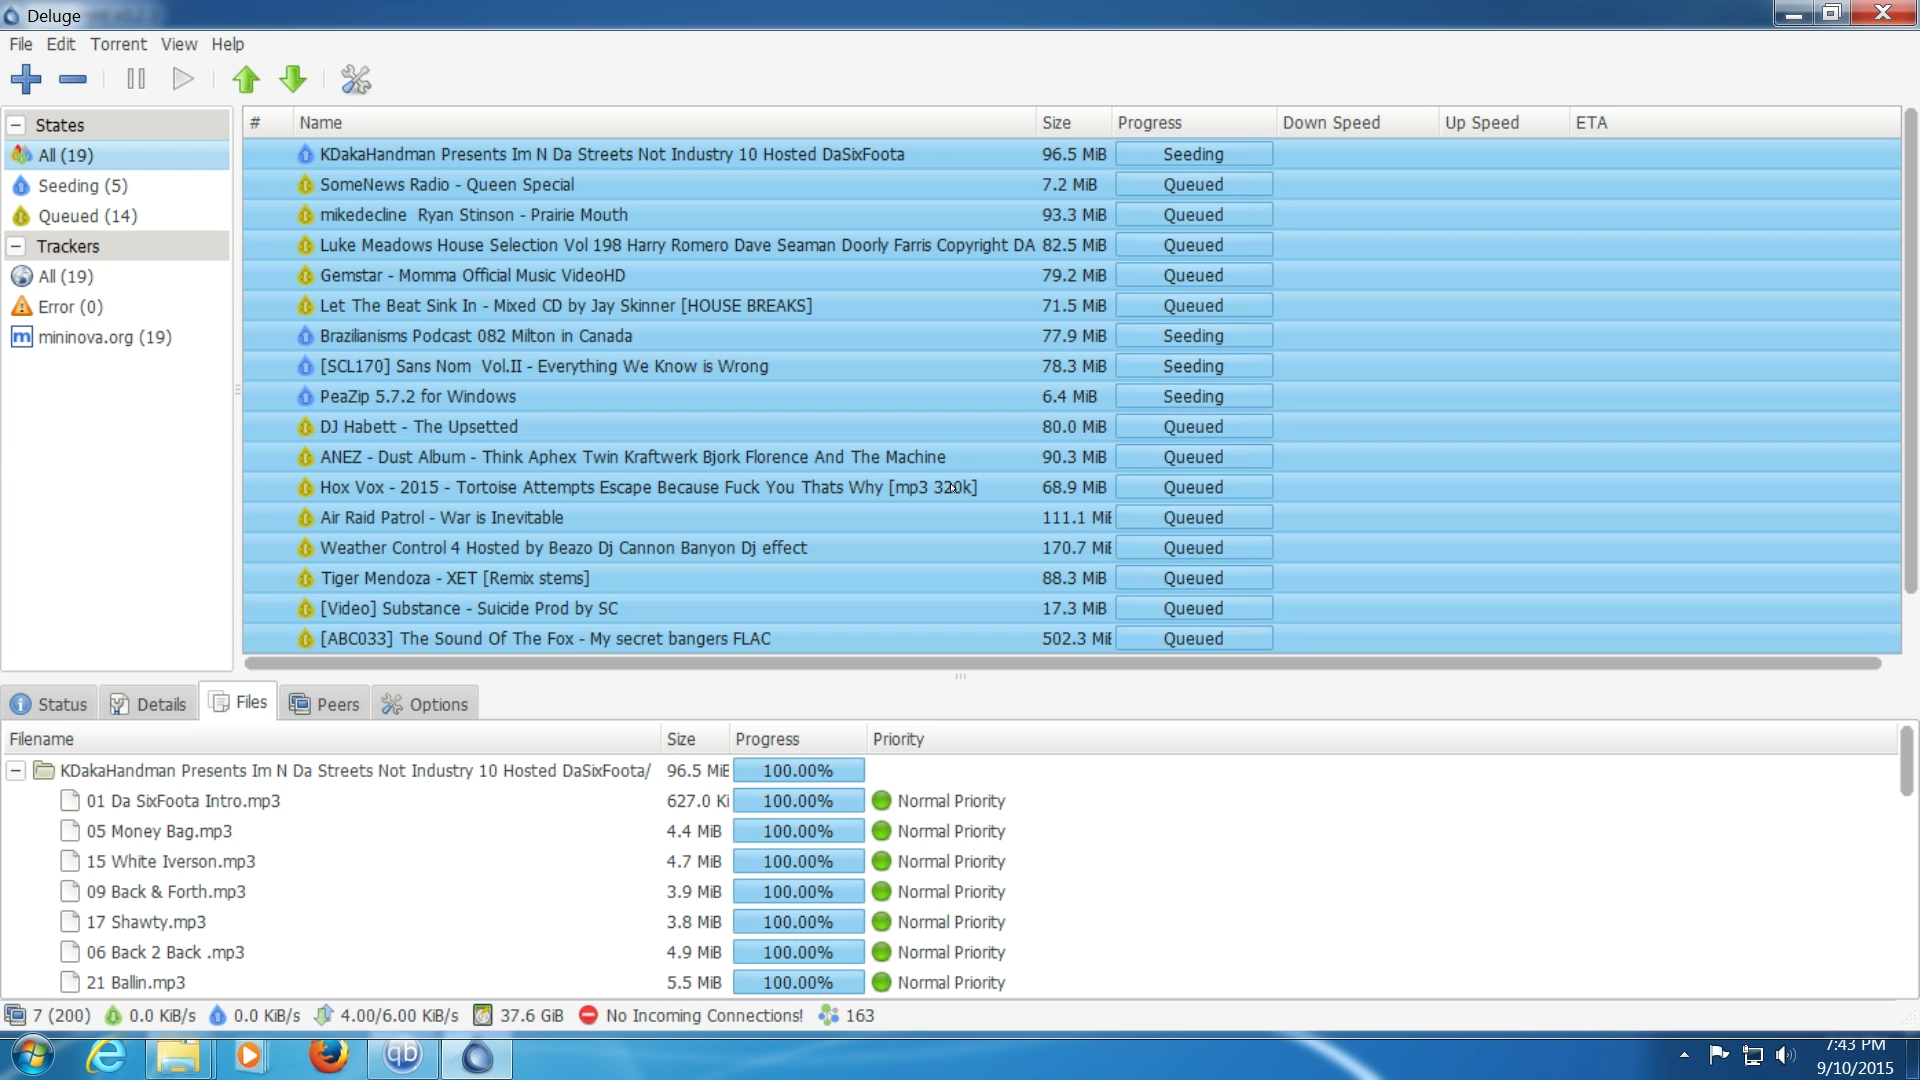 Deluge
File Edit Torrent View Help
States
All (19)
Seeding (5)
Queued (14)
Trackers
All (19)
Error (0)
m mininova.org (19)
# Name Size Progress Down Speed Up Speed ETA
KDakaHandman Presents Im N Da Streets Not Industry 10 Hosted DaSixFoota 96.5 MiB Seeding
SomeNews Radio - Queen Special 7.2 MiB Queued
mikedecline Ryan Stinson - Prairie Mouth 93.3 MiB Queued
Luke Meadows House Selection Vol 198 Harry Romero Dave Seaman Doorly Farris Copyright DA 82.5 MiB Queued
Gemstar - Momma Official Music VideoHD 79.2 MiB Queued
Let The Beat Sink In - Mixed CD by Jay Skinner [HOUSE BREAKS] 71.5 MiB Queued
Brazilianisms Podcast 082 Milton in Canada 77.9 MiB Seeding
[SCL170] Sans Nom Vol.II - Everything We Know is Wrong 78.3 MiB Seeding
PeaZip 5.7.2 for Windows 6.4 MiB Seeding
DJ Habett - The Upsetted 80.0 MiB Queued
ANEZ - Dust Album - Think Aphex Twin Kraftwerk Bjork Florence And The Machine 90.3 MiB Queued
Hox Vox - 2015 - Tortoise Attempts Escape Because Fuck You Thats Why [mp3 320k] 68.9 MiB Queued
Air Raid Patrol - War is Inevitable 111.1 MiB Queued
Weather Control 4 Hosted by Beazo Dj Cannon Banyon Dj effect 170.7 MiB Queued
Tiger Mendoza - XET [Remix stems] 88.3 MiB Queued
[Video] Substance - Suicide Prod by SC 17.3 MiB Queued
[ABC033] The Sound Of The Fox - My secret bangers FLAC 502.3 MiB Queued
Status Details Files Peers Options
Filename Size Progress Priority
KDakaHandman Presents Im N Da Streets Not Industry 10 Hosted DaSixFoota/ 96.5 MiB 100.00%
01 Da SixFoota Intro.mp3 627.0 Ki 100.00% Normal Priority
05 Money Bag.mp3 4.4 MiB 100.00% Normal Priority
15 White Iverson.mp3 4.7 MiB 100.00% Normal Priority
09 Back & Forth.mp3 3.9 MiB 100.00% Normal Priority
17 Shawty.mp3 3.8 MiB 100.00% Normal Priority
06 Back 2 Back .mp3 4.9 MiB 100.00% Normal Priority
21 Ballin.mp3 5.5 MiB 100.00% Normal Priority
7 (200) 0.0 KiB/s 0.0 KiB/s 4.00/6.00 KiB/s 37.6 GiB No Incoming Connections! 163
qb
7:43 PM
9/10/2015